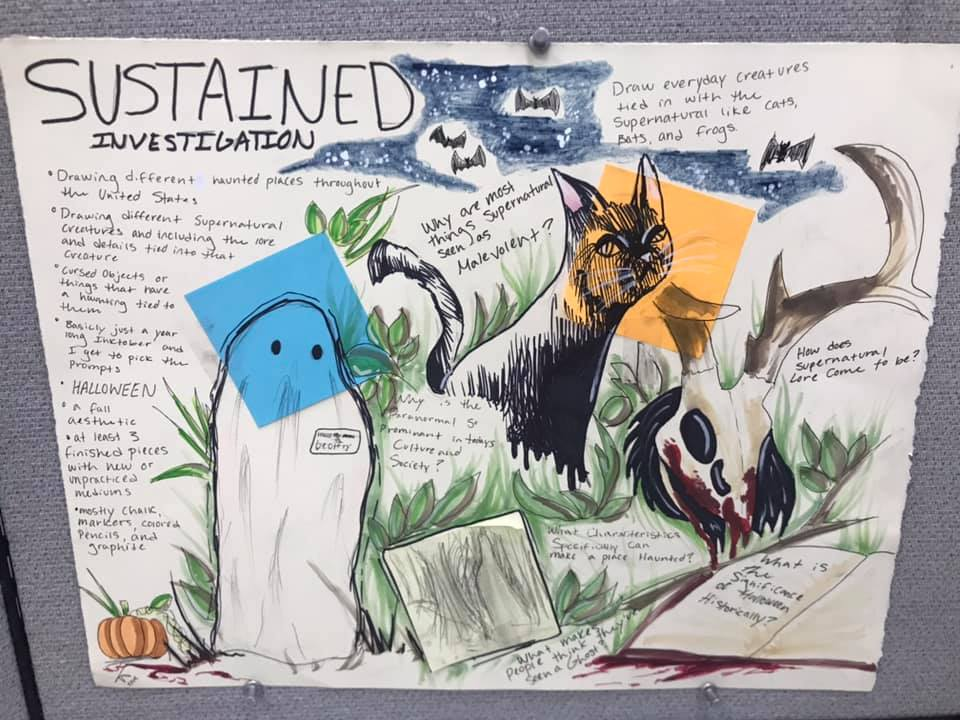 SUSTAINED
INVESTIGATION
• Drawing different haunted places throughout
the United States
• Drawing different Supernatural
creatures and including the lore
and details tied into that
creature
• Cursed Objects or
things that have
a haunting tied to
them
• Basicly just a year
long Inktober and
I get to pick the
Prompts
• HALLOWEEN
• a fall
aesthetic
• at least 3
finished pieces
with new or
unpracticed
mediums
• mostly chalk,
markers, colored
pencils, and
graphite
Draw everyday creatures
tied in with the
Supernatural like cats,
Bats, and frogs.
Why are most
things supernatural
seen as
Malevolent?
How does
supernatural
Lore come to be?
Why is the
Paranormal So
Prominent in todays
Culture and
Society?
What Characteristics
Specifically Can
make a place Haunted?
What is
the
Significance
of Halloween
Historically?
What makes
People think they
seen a Ghost?
hello my name is